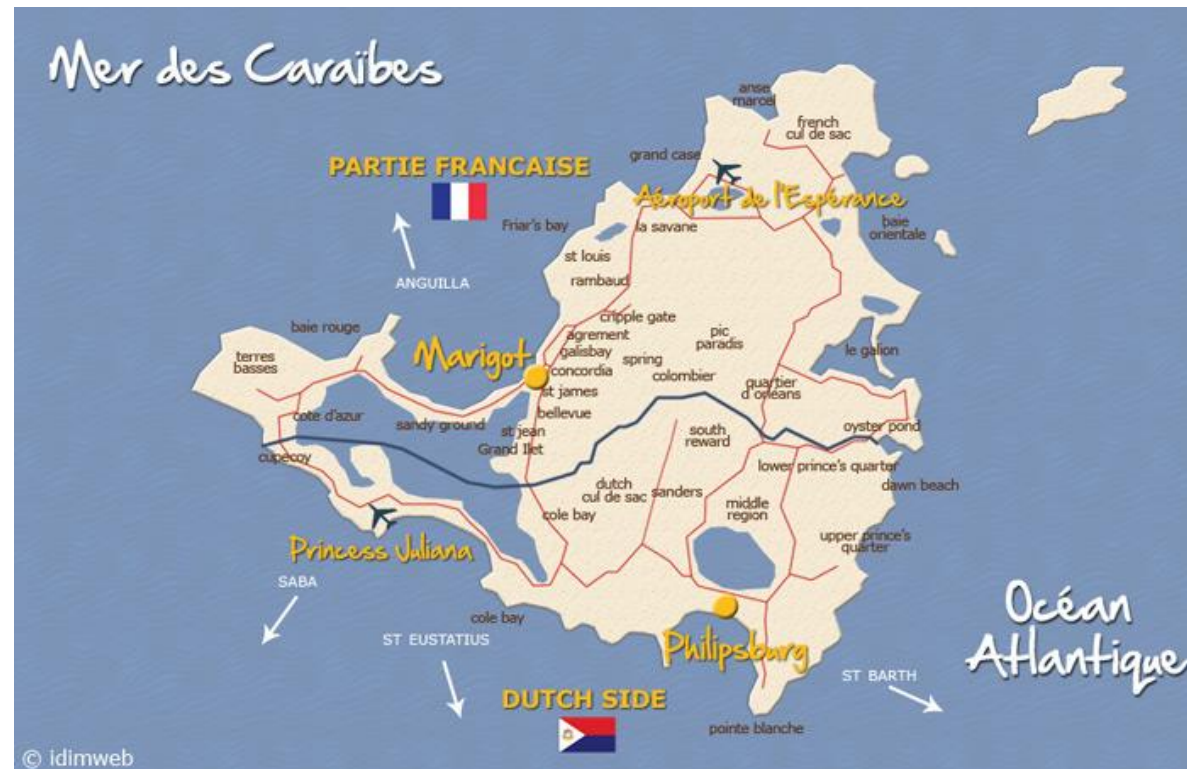 Mer des Caraïbes
anse
marcel
french
cul de sac
grand case
PARTIE FRANCAISE
Aéroport de l'Espérance
Friar's bay
la savane
baie
orientale
st louis
ANGUILLA
rambaud
cripple gate
baie rouge
agrement
pic
paradis
Marigot
galisbay
le galion
terres
basses
spring
concordia
colombier
quartier
d'orléans
st james
bellevue
cote d'azur
sandy ground
st jean
south
reward
oyster pond
Grand Ilet
cupecoy
lower prince's quarter
dutch
cul de sac
sanders
dawn beach
middle
region
cole bay
upper prince's
quarter
Princess Juliana
SABA
Océan
Atlantique
cole bay
ST EUSTATIUS
Philipsburg
ST BARTH
DUTCH SIDE
pointe blanche
© idimweb